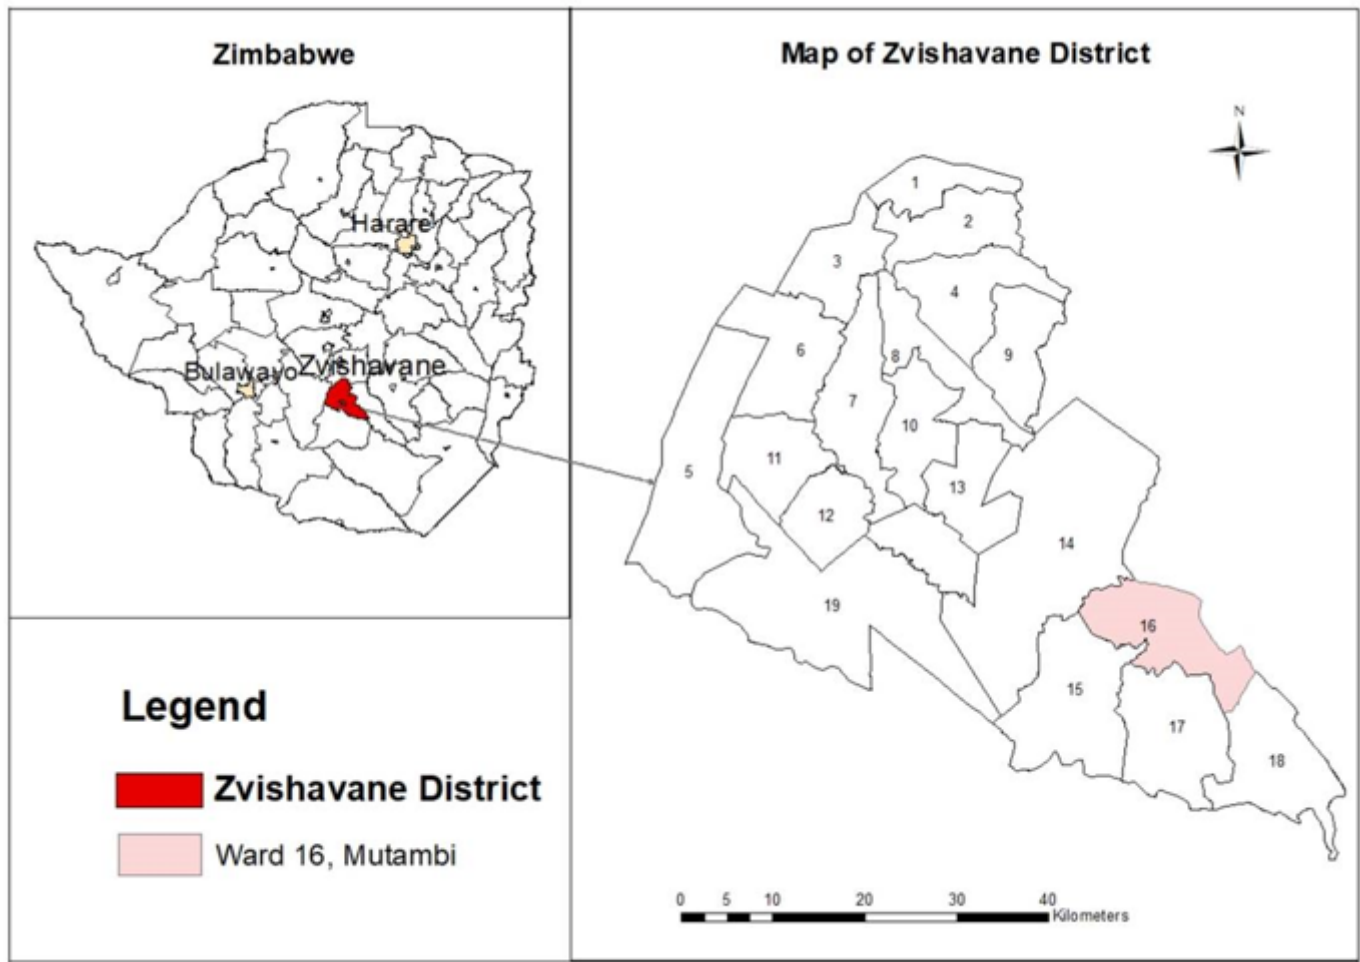 Zimbabwe
Harare
Bulawayo
Zvishavane
Legend
Zvishavane District
Ward 16, Mutambi
Map of Zvishavane District
N
1
2
3
4
6
8
9
7
10
5
11
13
12
14
19
16
15
17
18
0 5 10 20 30 40
Kilometers